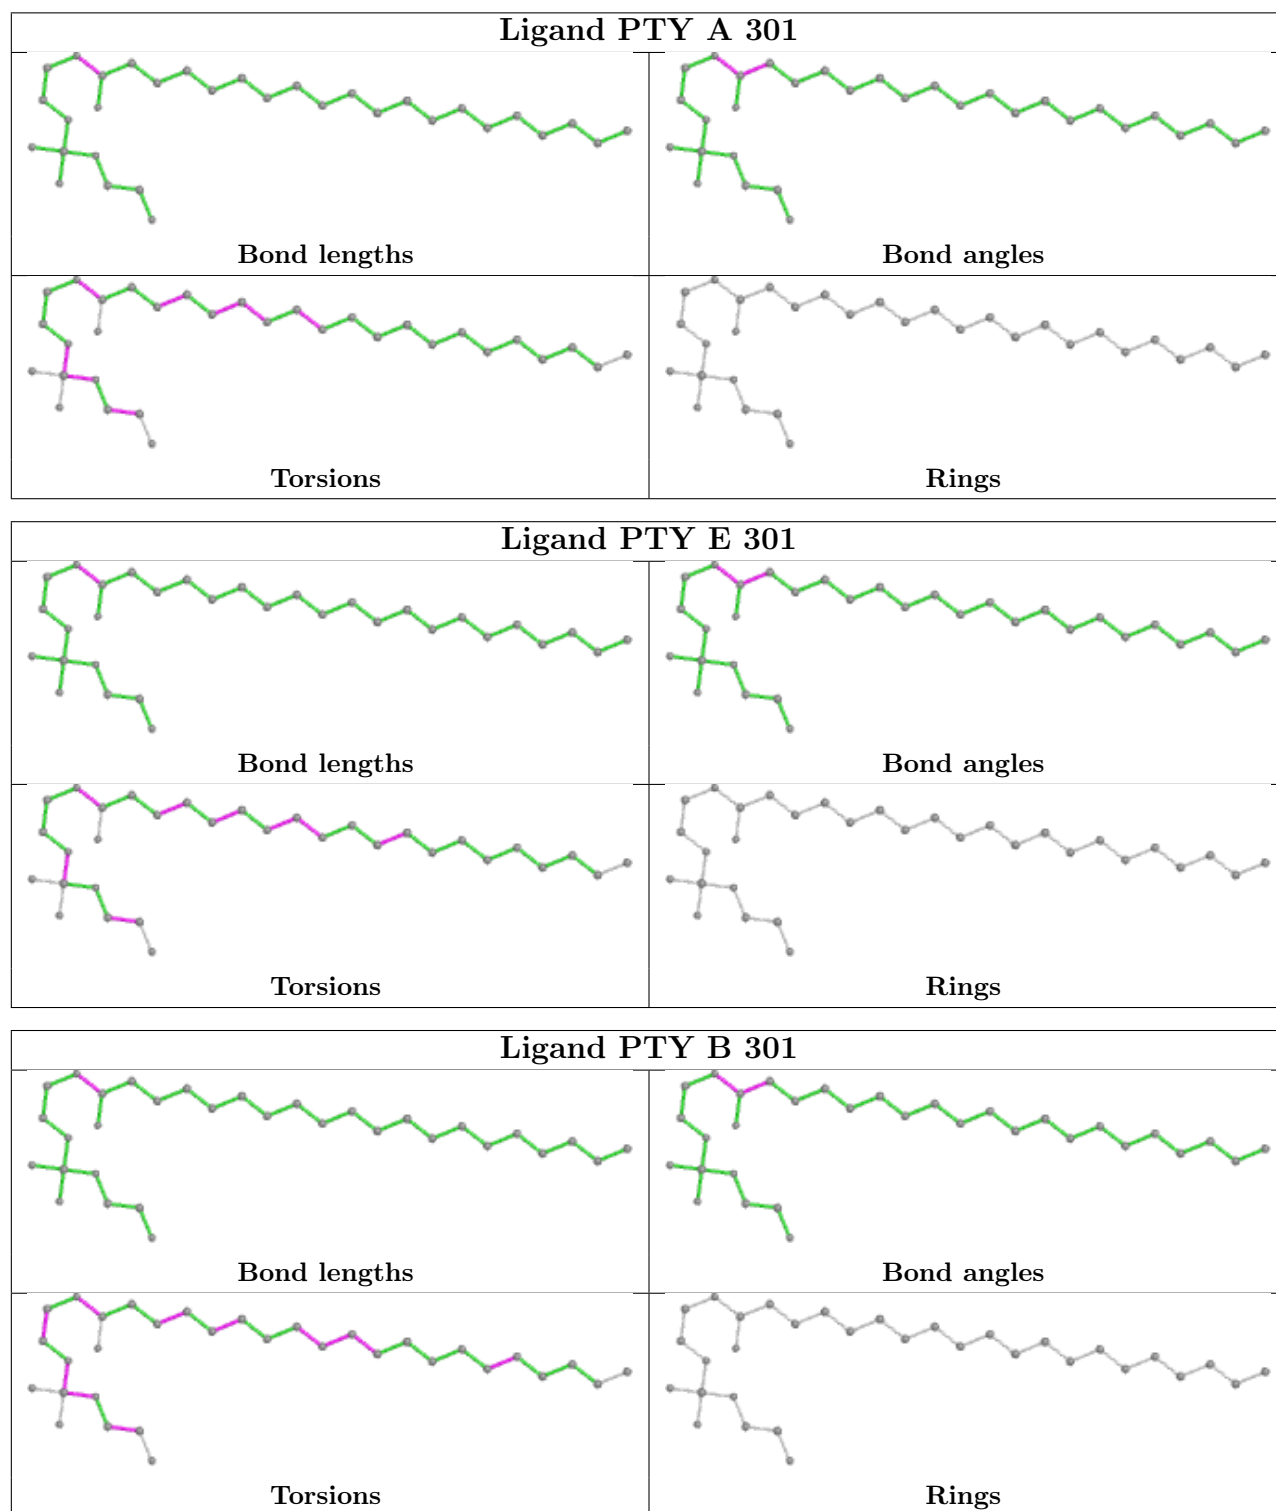 Ligand PTY A 301
Bond lengths
Bond angles
Torsions
Rings
Ligand PTY E 301
Bond lengths
Bond angles
Torsions
Rings
Ligand PTY B 301
Bond lengths
Bond angles
Torsions
Rings